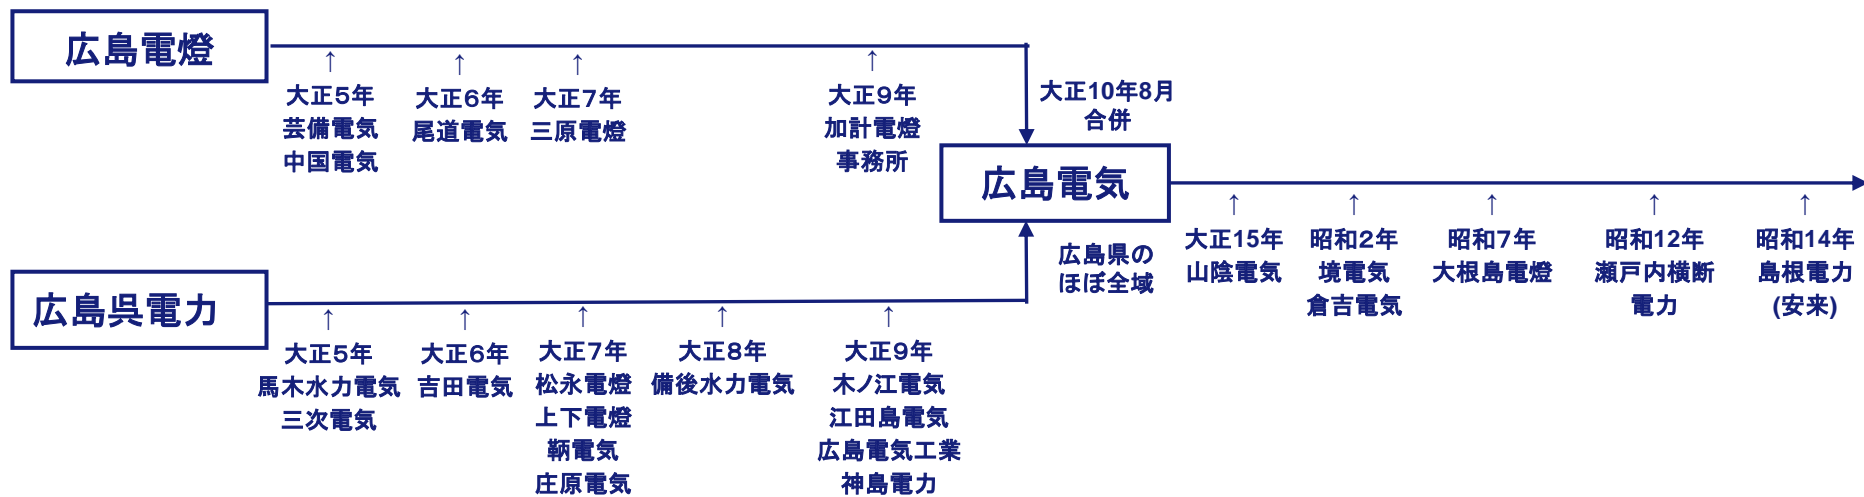 広島電燈
↑
大正5年
芸備電気
中国電気
↑
大正6年
尾道電気
↑
大正7年
三原電燈
↑
大正9年
加計電燈
事務所
大正10年8月
合併
広島電気
広島県の
ほぼ全域
↑
大正15年
山陰電気
↑
昭和2年
境電気
倉吉電気
↑
昭和7年
大根島電燈
↑
昭和12年
瀬戸内横断
電力
↑
昭和14年
島根電力
(安来)
広島呉電力
↑
大正5年
馬木水力電気
三次電気
↑
大正6年
吉田電気
↑
大正7年
松永電燈
上下電燈
鞆電気
庄原電気
↑
大正8年
備後水力電気
↑
大正9年
木ノ江電気
江田島電気
広島電気工業
神島電力